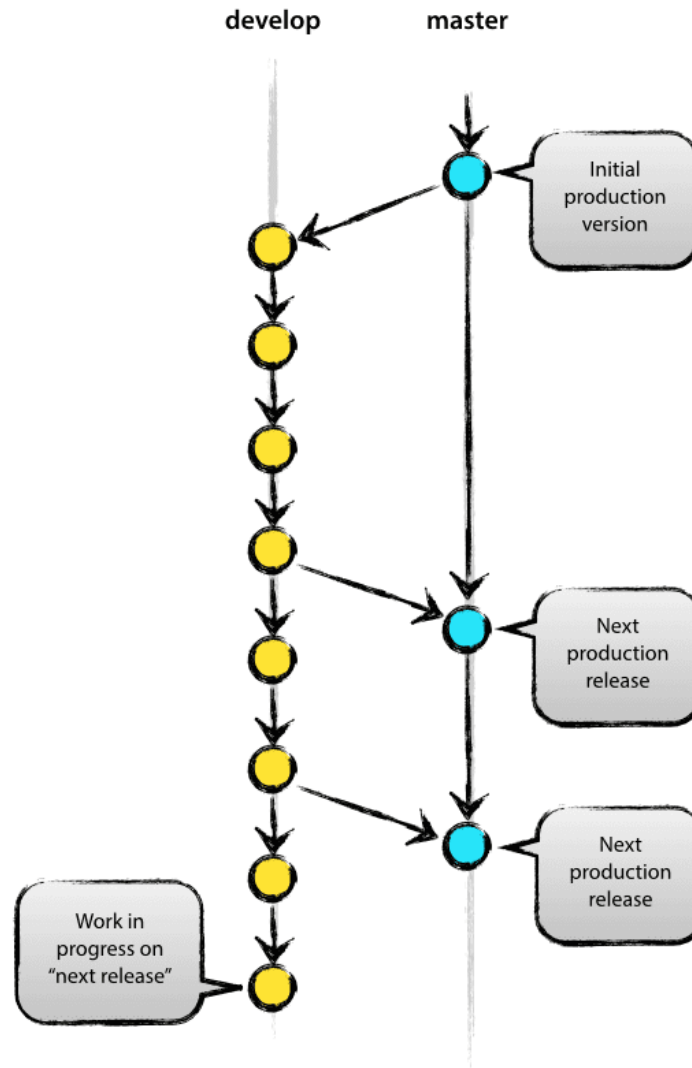 develop
master
Initial
production
version
Next
production
release
Next
production
release
Work in
progress on
“next release”